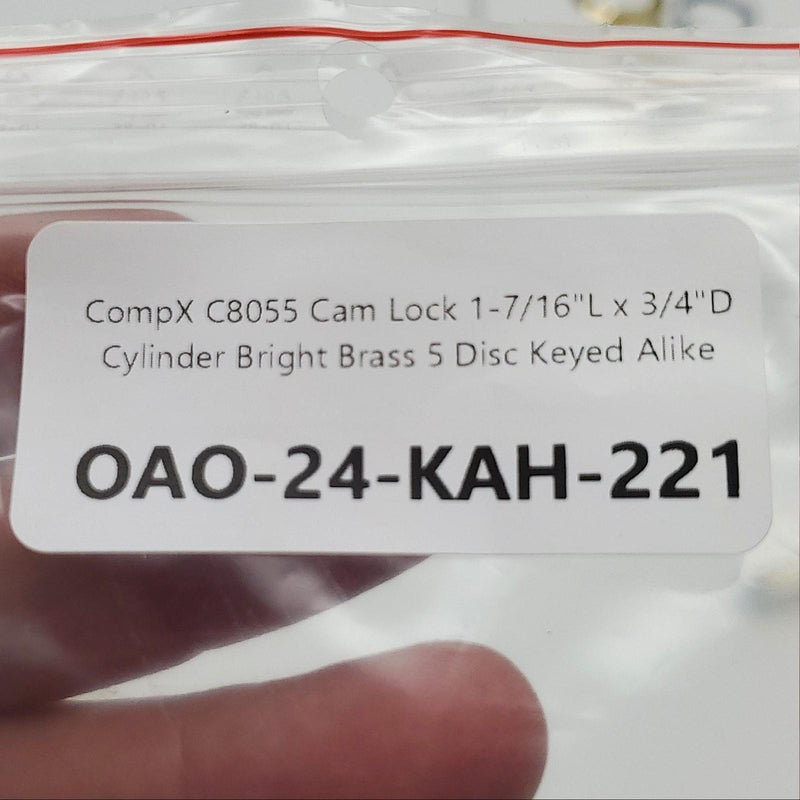 CompX C8055 Cam Lock 1-7/16"L x 3/4"D
Cylinder Bright Brass 5 Disc Keyed Alike
OAO-24-KAH-221